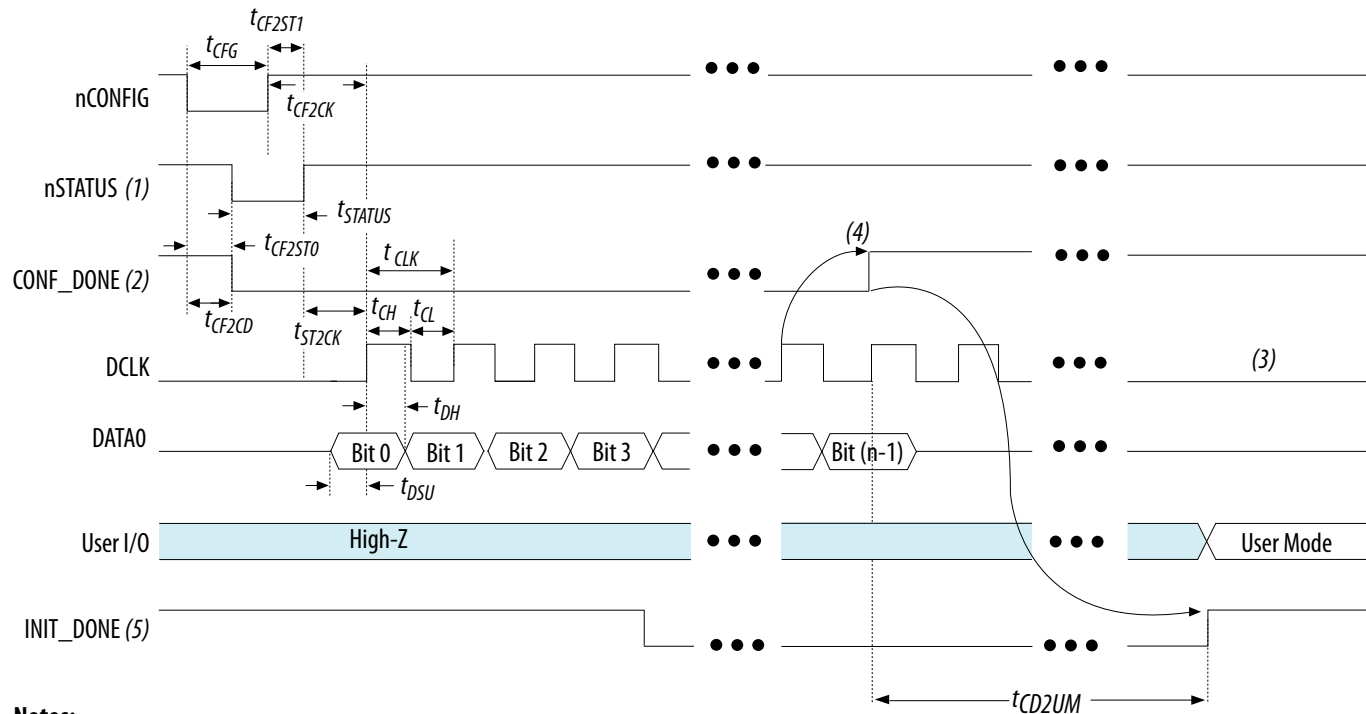 tCF2ST1
tCFG
nCONFIG
tCF2CK
nSTATUS (1)
tSTATUS
tCF2ST0
tCLK
(4)
CONF_DONE (2)
tCF2CD
tST2CK
tCH
tCL
DCLK
(3)
tDH
DATA0
Bit 0
Bit 1
Bit 2
Bit 3
Bit (n-1)
tDSU
User I/O
High-Z
User Mode
INIT_DONE (5)
tCD2UM
Notes: